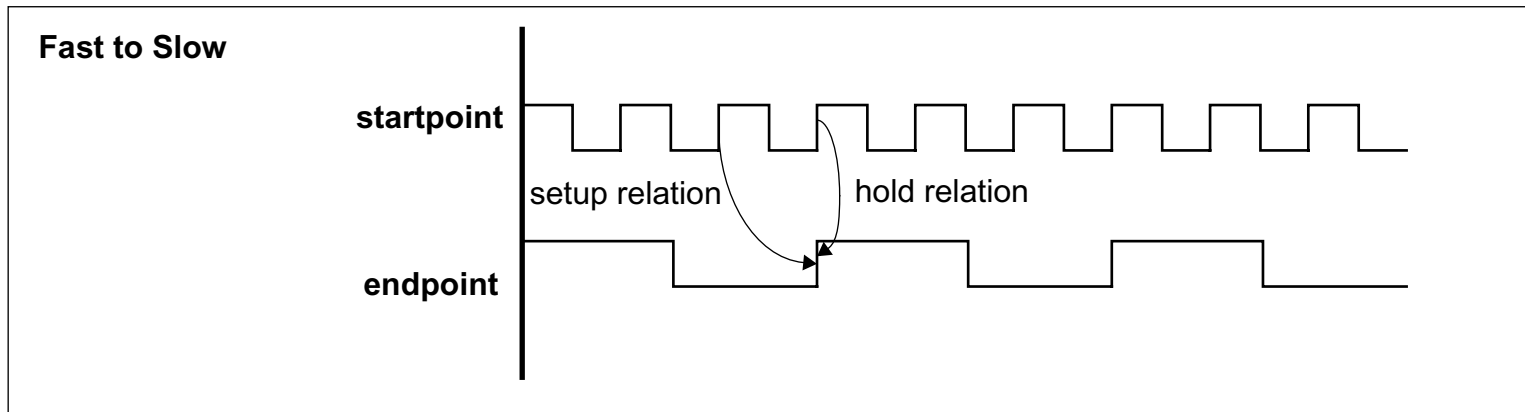 Fast to Slow
startpoint
setup relation
hold relation
endpoint